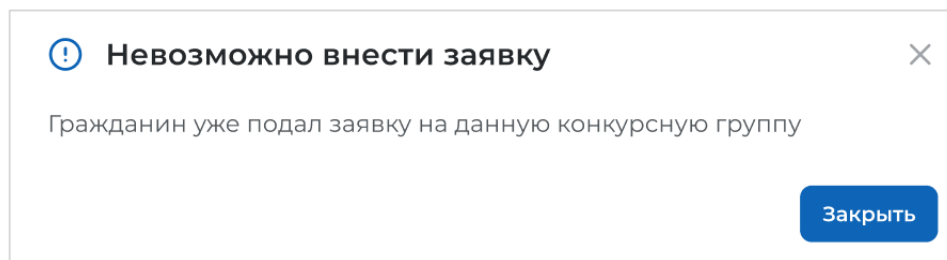 Невозможно внести заявку
Гражданин уже подал заявку на данную конкурсную группу
Закрыть